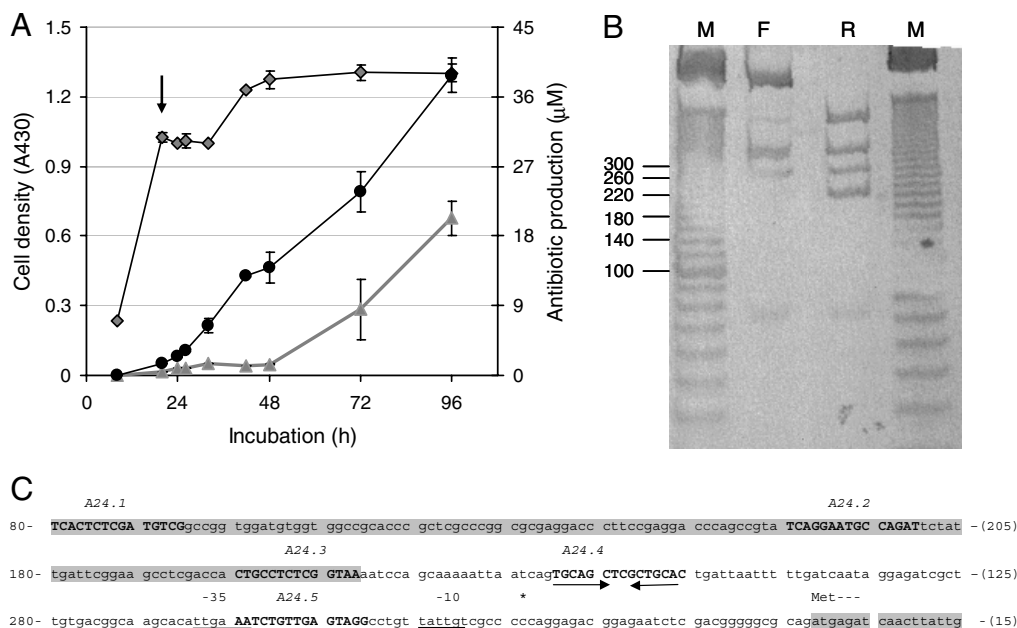 A
B
M F R M
1.5
1.2
0.9
0.6
0.3
0
Cell density (A430)
45
36
27
18
9
0
Antibiotic production (μM)
0 24 48 72 96
Incubation (h)
300
260
220
180
140
100
C
A24.1 A24.2
80- TCACTCTCGA TGTCGgccgg tggatgtggt ggccgcaccc gctcgcccgg cgcgaggacc cttccgagga cccagccgta TCAGGAATGC CAGATtctat -(205)
A24.3 A24.4
180- tgattcggaa gcctcgacca CTGCCTCTCG GTAAaatcca gcaaaaatta atcagTGCAG CTCGCTGCAC tgattaattt ttgatcaata ggagatcgct -(125)
-35 A24.5 -10 * Met---
280- tgtgacggca agcacattga AATCTGTTGA GTAGGcctgt tattgtcgcc cccaggagac ggagaatctc gacgggggcg cagatgagat caacttattg -(15)